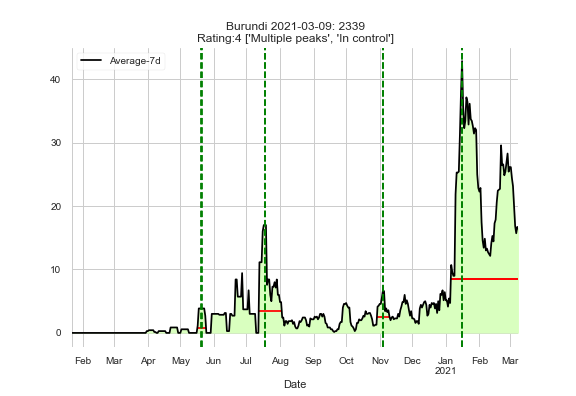 Burundi 2021-03-09: 2339
Rating:4 ['Multiple peaks', 'In control']
Average-7d
40
30
20
10
0
Feb Mar Apr May Jun Jul Aug Sep Oct Nov Dec Jan Feb Mar
2021
Date